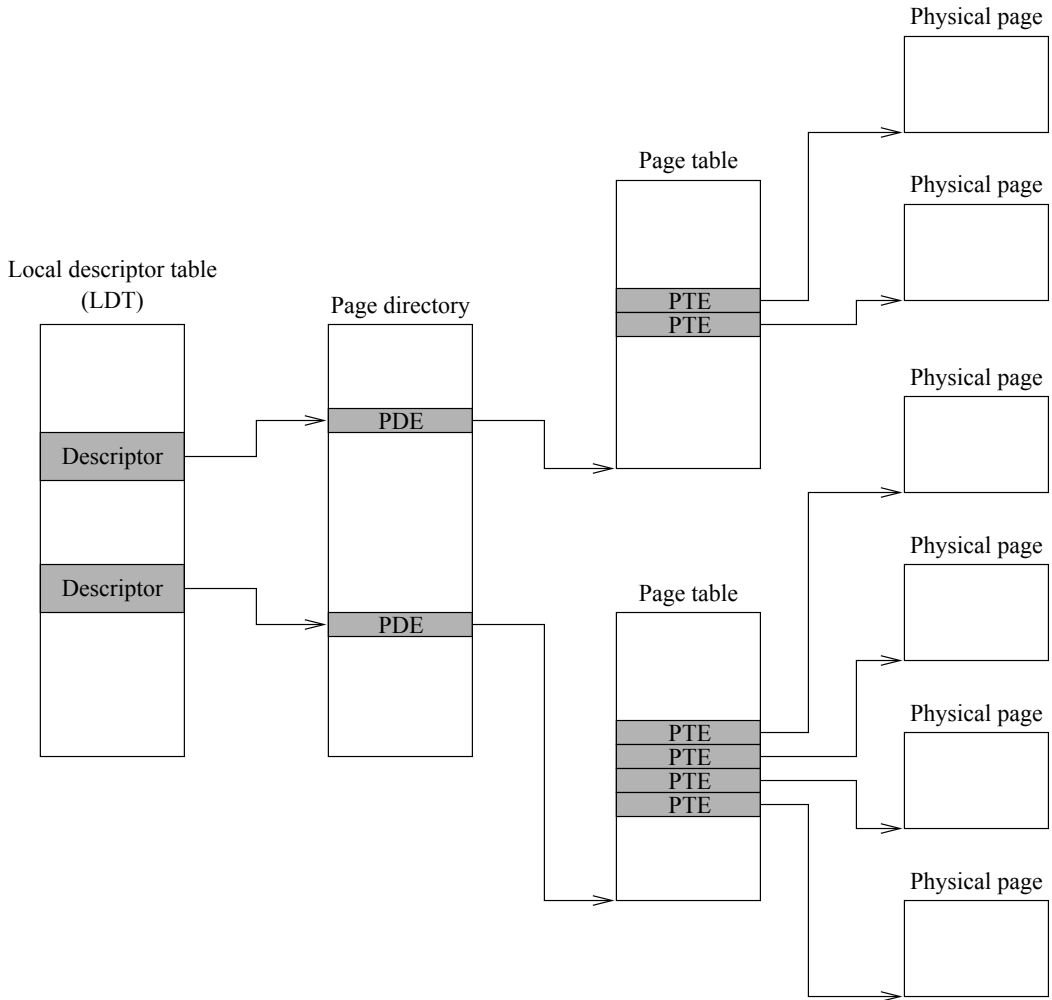 Local descriptor table
(LDT)
Descriptor
Descriptor
Page directory
PDE
PDE
Page table
PTE
PTE
Page table
PTE
PTE
PTE
PTE
Physical page
Physical page
Physical page
Physical page
Physical page
Physical page